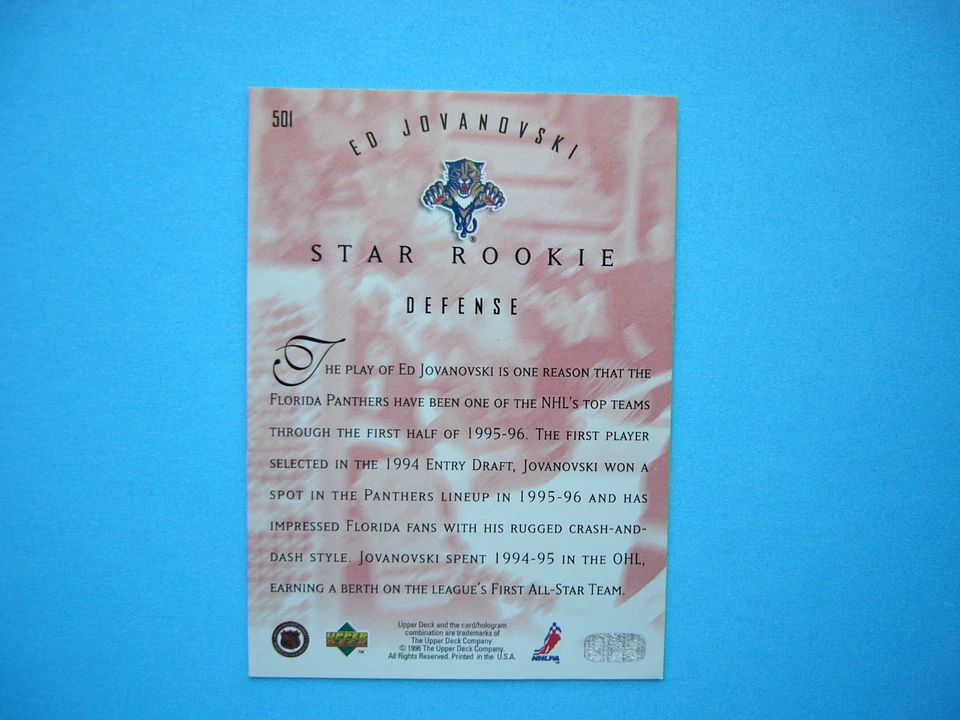 501
ED JOVANOVSKI
®
STAR ROOKIE
DEFENSE
THE PLAY OF ED JOVANOVSKI IS ONE REASON THAT THE
FLORIDA PANTHERS HAVE BEEN ONE OF THE NHL'S TOP TEAMS
THROUGH THE FIRST HALF OF 1995-96. THE FIRST PLAYER
SELECTED IN THE 1994 ENTRY DRAFT, JOVANOVSKI WON A
SPOT IN THE PANTHERS LINEUP IN 1995-96 AND HAS
IMPRESSED FLORIDA FANS WITH HIS RUGGED CRASH-AND-
DASH STYLE. JOVANOVSKI SPENT 1994-95 IN THE OHL,
EARNING A BERTH ON THE LEAGUE'S FIRST ALL-STAR TEAM.
UPPER
DECK
™
Upper Deck and the card/hologram
combination are trademarks of
The Upper Deck Company.
© 1996 The Upper Deck Company.
All Rights Reserved. Printed in the U.S.A.
NHLPA